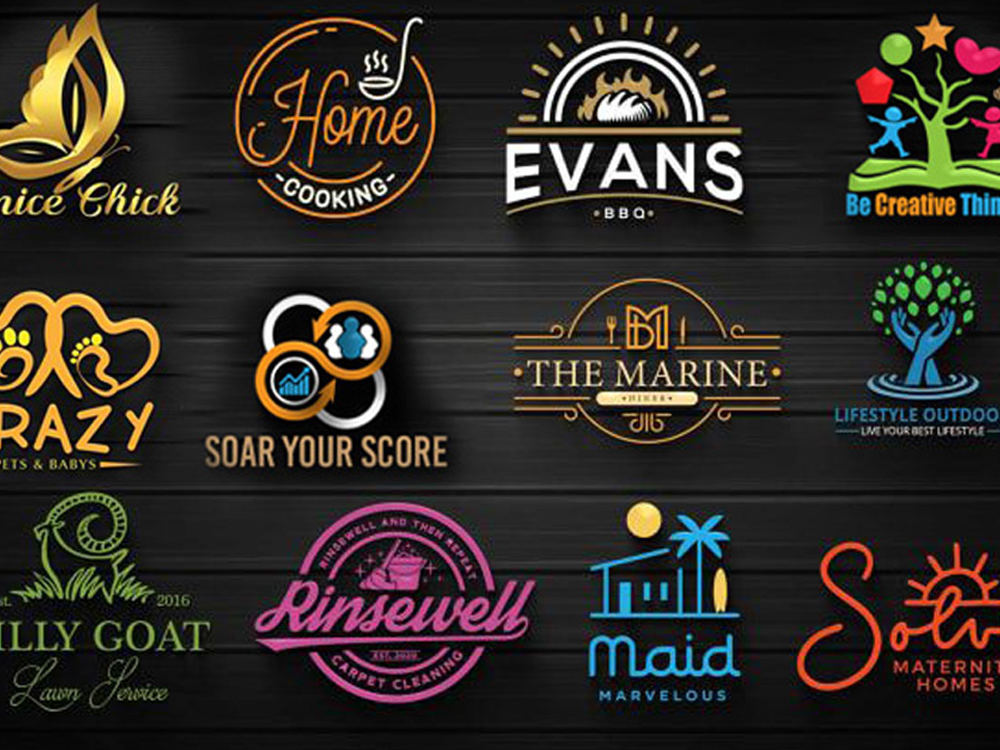 nice Chick
Home
-COOKING-
EVANS
BBQ
Be Creative Thin
RAZY
PETS & BABYS
SOAR YOUR SCORE
THE MARINE
LIFESTYLE OUTDOO
LIVE YOUR BEST LIFESTYLE
2016
ILLY GOAT
Lawn Service
RINSEWELL AND THEN REPEAT
Rinsewell
EST. 2020
CARPET CLEANING
Maid
MARVELOUS
Solv
MATERNIT
HOMES